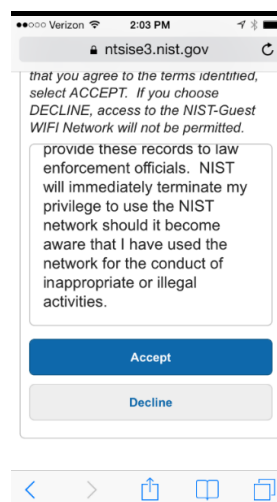 Verizon 2:03 PM
ntsise3.nist.gov
that you agree to the terms identified,
select ACCEPT. If you choose
DECLINE, access to the NIST-Guest
WIFI Network will not be permitted.
provide these records to law
enforcement officials. NIST
will immediately terminate my
privilege to use the NIST
network should it become
aware that I have used the
network for the conduct of
inappropriate or illegal
activities.
Accept
Decline